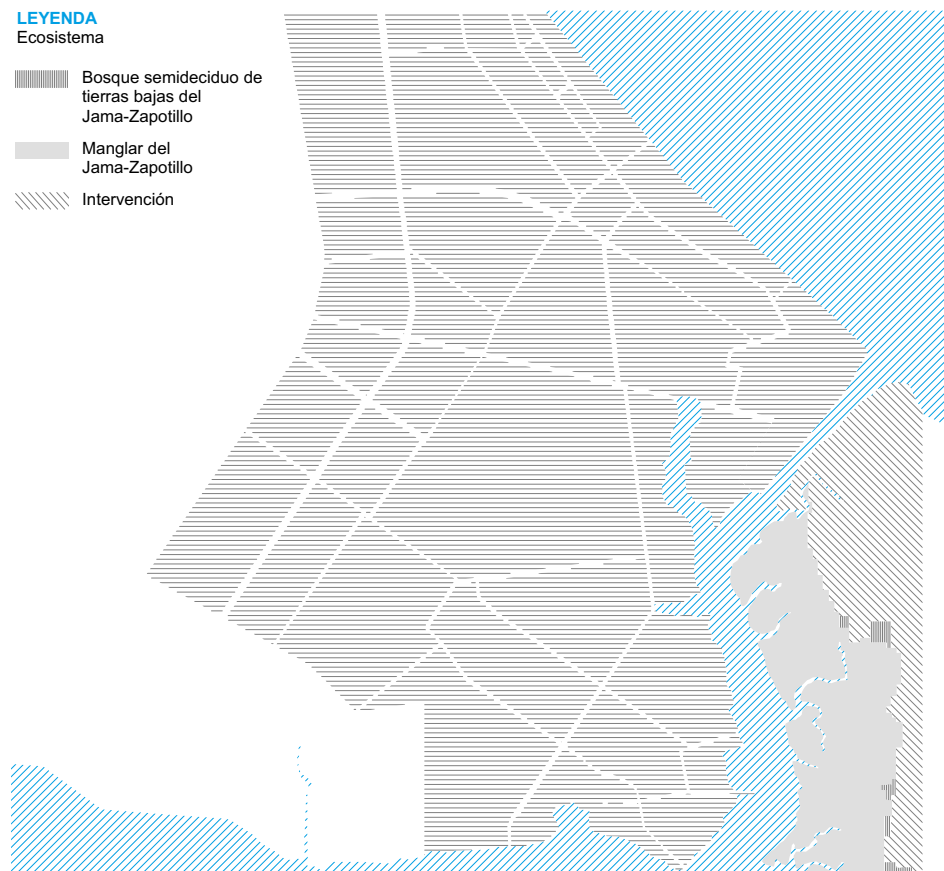 LEYENDA
Ecosistema
Bosque semideciduo de
tierras bajas del
Jama-Zapotillo
Manglar del
Jama-Zapotillo
Intervención